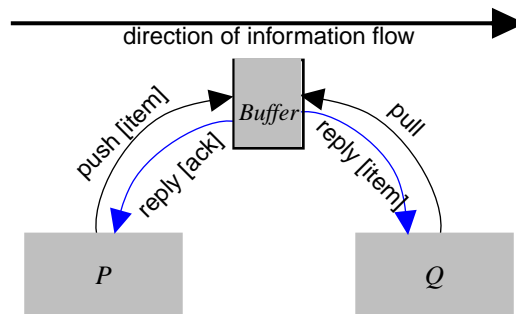 direction of information flow
Buffer
push [item]
reply [ack]
reply [item]
pull
P
Q